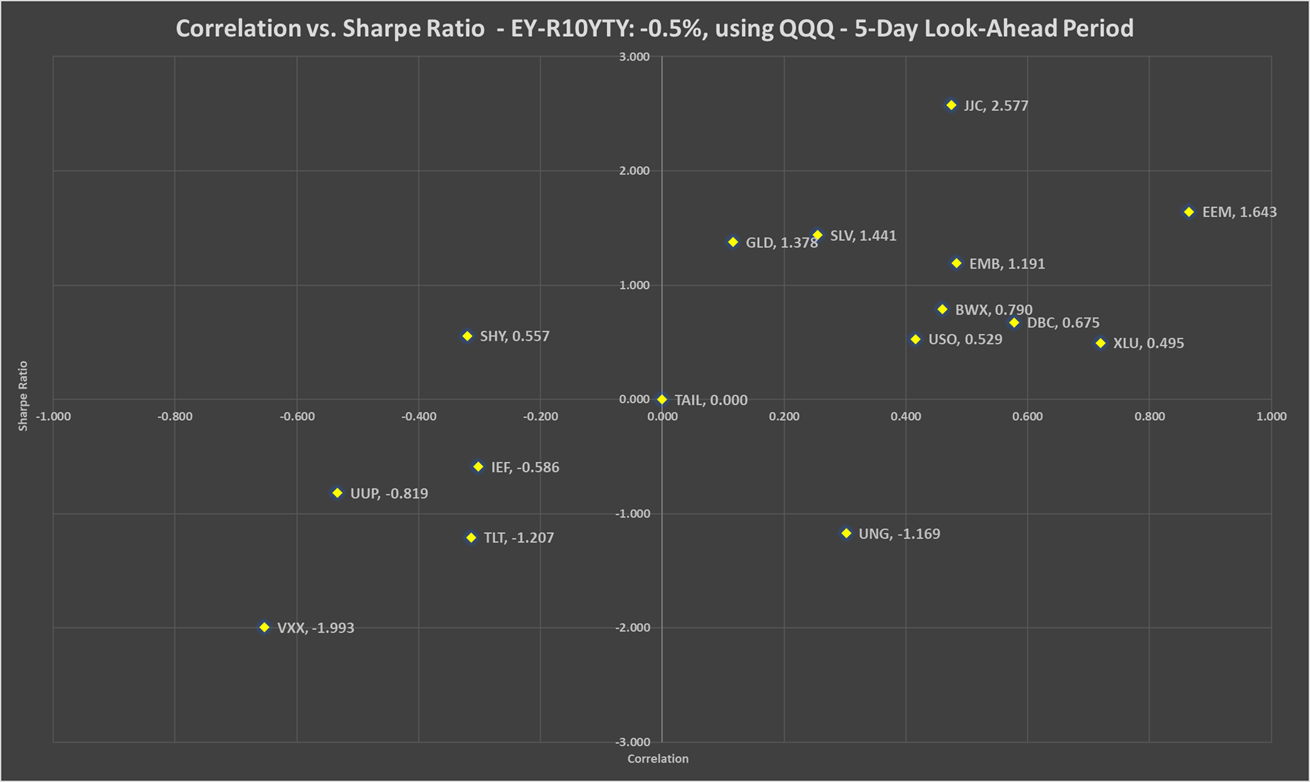 Correlation vs. Sharpe Ratio - EY-R10YTY: -0.5%, using QQQ - 5-Day Look-Ahead Period
3.000
JJC, 2.577
2.000
EEM, 1.643
SLV, 1.441
GLD, 1.378
EMB, 1.191
1.000
BWX, 0.790
DBC, 0.675
SHY, 0.557
USO, 0.529
XLU, 0.495
Sharpe Ratio
0.000
TAIL, 0.000
-1.000 -0.800 -0.600 -0.400 -0.200 0.000 0.200 0.400 0.600 0.800 1.000
IEF, -0.586
UUP, -0.819
-1.000
UNG, -1.169
TLT, -1.207
-2.000
VXX, -1.993
-3.000
Correlation